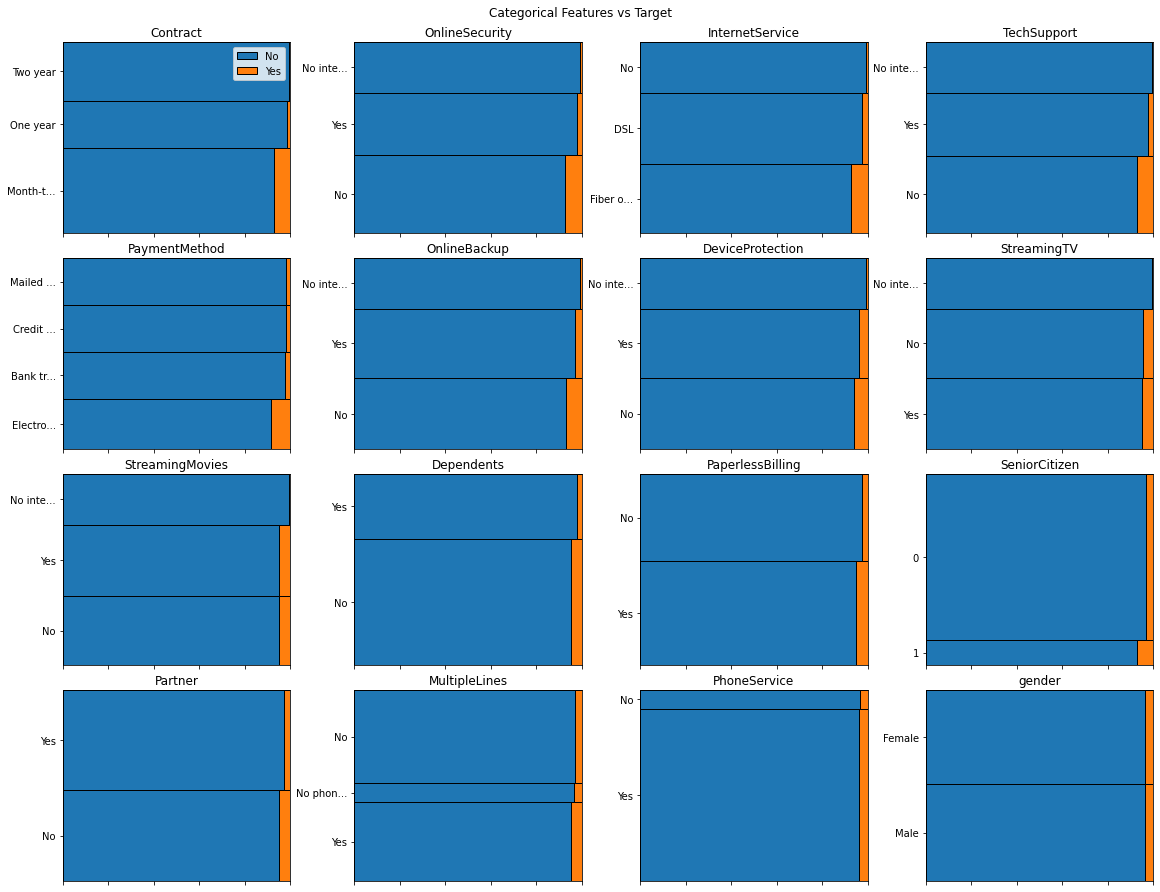 Categorical Features vs Target
Contract
No
Yes
Two year
One year
Month-t...
OnlineSecurity
No inte...
Yes
No
InternetService
No
DSL
Fiber o...
TechSupport
No inte...
Yes
No
PaymentMethod
Mailed ...
Credit ...
Bank tr...
Electro...
OnlineBackup
No inte...
Yes
No
DeviceProtection
No inte...
Yes
No
StreamingTV
No inte...
No
Yes
StreamingMovies
No inte...
Yes
No
Dependents
Yes
No
PaperlessBilling
No
Yes
SeniorCitizen
0
1
Partner
Yes
No
MultipleLines
No
No phon...
Yes
PhoneService
No
Yes
gender
Female
Male